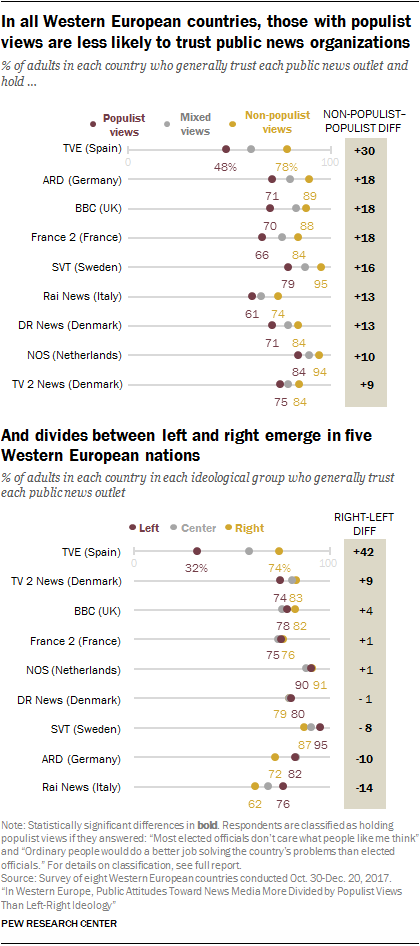 In all Western European countries, those with populist
views are less likely to trust public news organizations
% of adults in each country who generally trust each public news outlet and
hold ...
NON-POPULIST–
POPULIST DIFF
Populist
views
Mixed
views
Non-populist
views
TVE (Spain)
0
100
48%
78%
+30
ARD (Germany)
71
89
+18
BBC (UK)
70
88
+18
France 2 (France)
66
84
+18
SVT (Sweden)
79
95
+16
Rai News (Italy)
61
74
+13
DR News (Denmark)
71
84
+13
NOS (Netherlands)
84
94
+10
TV 2 News (Denmark)
75
84
+9
And divides between left and right emerge in five
Western European nations
% of adults in each country in each ideological group who generally trust
each public news outlet
RIGHT-LEFT
DIFF
Left
Center
Right
TVE (Spain)
0
100
32%
74%
+42
TV 2 News (Denmark)
74
83
+9
BBC (UK)
78
82
+4
France 2 (France)
75
76
+1
NOS (Netherlands)
90
91
+1
DR News (Denmark)
79
80
- 1
SVT (Sweden)
87
95
- 8
ARD (Germany)
72
82
-10
Rai News (Italy)
62
76
-14
Note: Statistically significant differences in bold. Respondents are classified as holding
populist views if they answered: “Most elected officials don't care what people like me think”
and “Ordinary people would do a better job solving the country's problems than elected
officials.” For details on classification, see full report.
Source: Survey of eight Western European countries conducted Oct. 30-Dec. 20, 2017.
“In Western Europe, Public Attitudes Toward News Media More Divided by Populist Views
Than Left-Right Ideology”
PEW RESEARCH CENTER